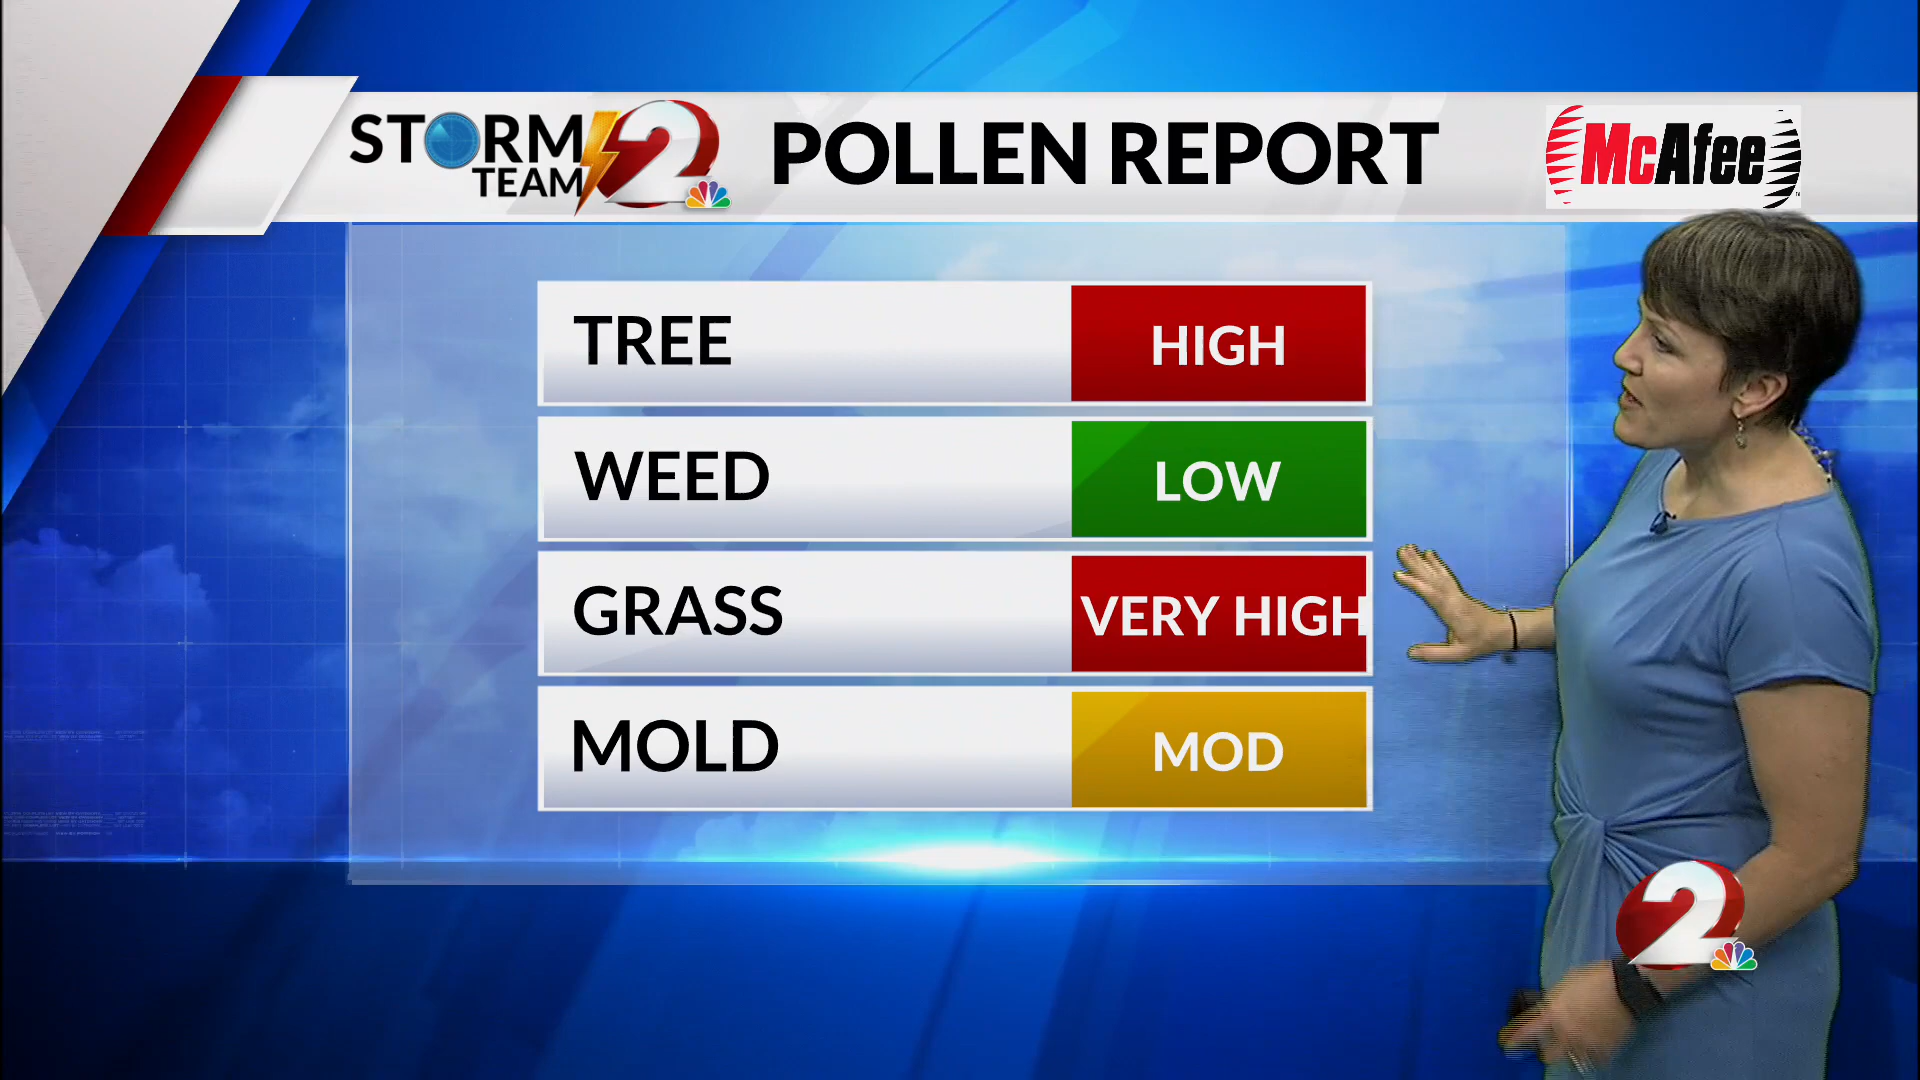 STORM
TEAM
2
POLLEN REPORT
McAfee
TREE
HIGH
WEED
LOW
GRASS
VERY HIGH
MOLD
MOD
2